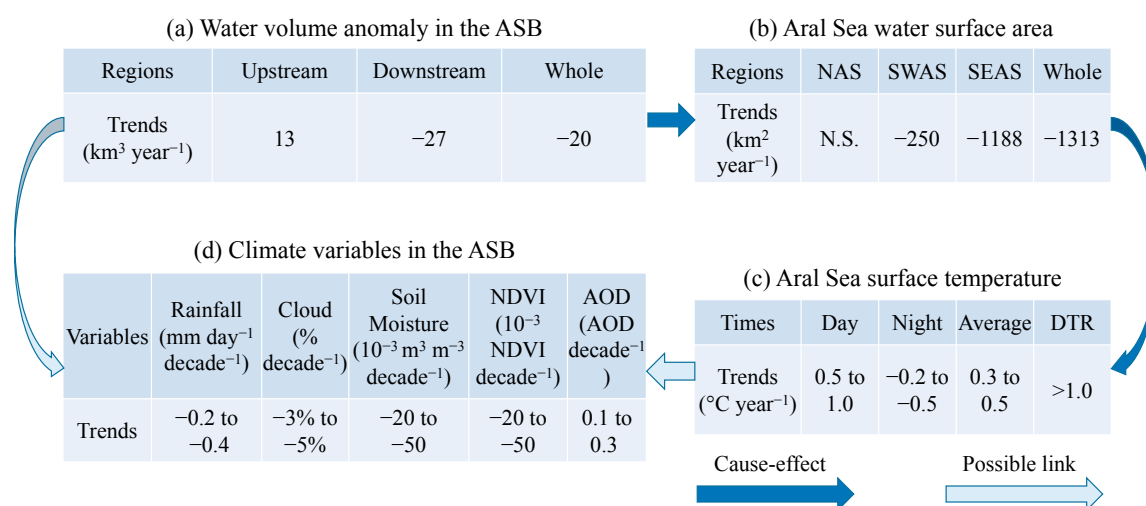 (a) Water volume anomaly in the ASB
Regions Upstream Downstream Whole
Trends
(km³ year⁻¹) 13 −27 −20
(b) Aral Sea water surface area
Regions NAS SWAS SEAS Whole
Trends
(km²
year⁻¹) N.S. −250 −1188 −1313
(d) Climate variables in the ASB
Variables
Rainfall
(mm day⁻¹
decade⁻¹)
Cloud
(%
decade⁻¹)
Soil
Moisture
(10⁻³ m³ m⁻³
decade⁻¹)
NDVI
(10⁻³
NDVI
decade⁻¹)
AOD
(AOD
decade⁻¹
)
Trends
−0.2 to
−0.4
−3% to
−5%
−20 to
−50
−20 to
−50
0.1 to
0.3
(c) Aral Sea surface temperature
Times Day Night Average DTR
Trends
(°C year⁻¹)
0.5 to
1.0
−0.2 to
−0.5
0.3 to
0.5
>1.0
Cause-effect
Possible link